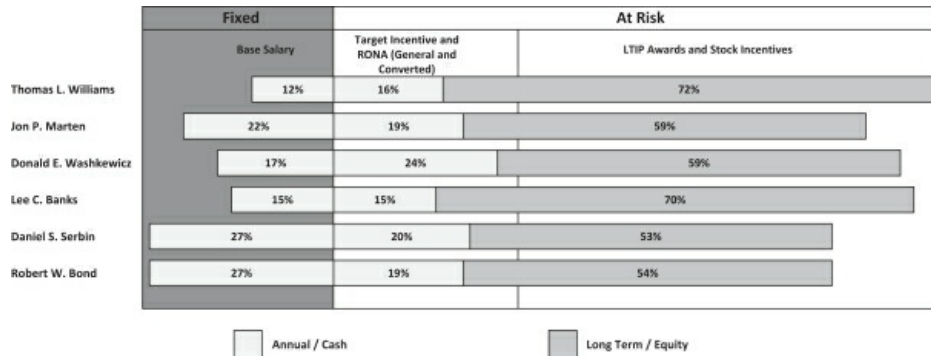 Fixed At Risk
Base Salary Target Incentive and RONA (General and Converted) LTIP Awards and Stock Incentives
Thomas L. Williams 12% 16% 72%
Jon P. Marten 22% 19% 59%
Donald E. Washkewicz 17% 24% 59%
Lee C. Banks 15% 15% 70%
Daniel S. Serbin 27% 20% 53%
Robert W. Bond 27% 19% 54%
Annual / Cash Long Term / Equity